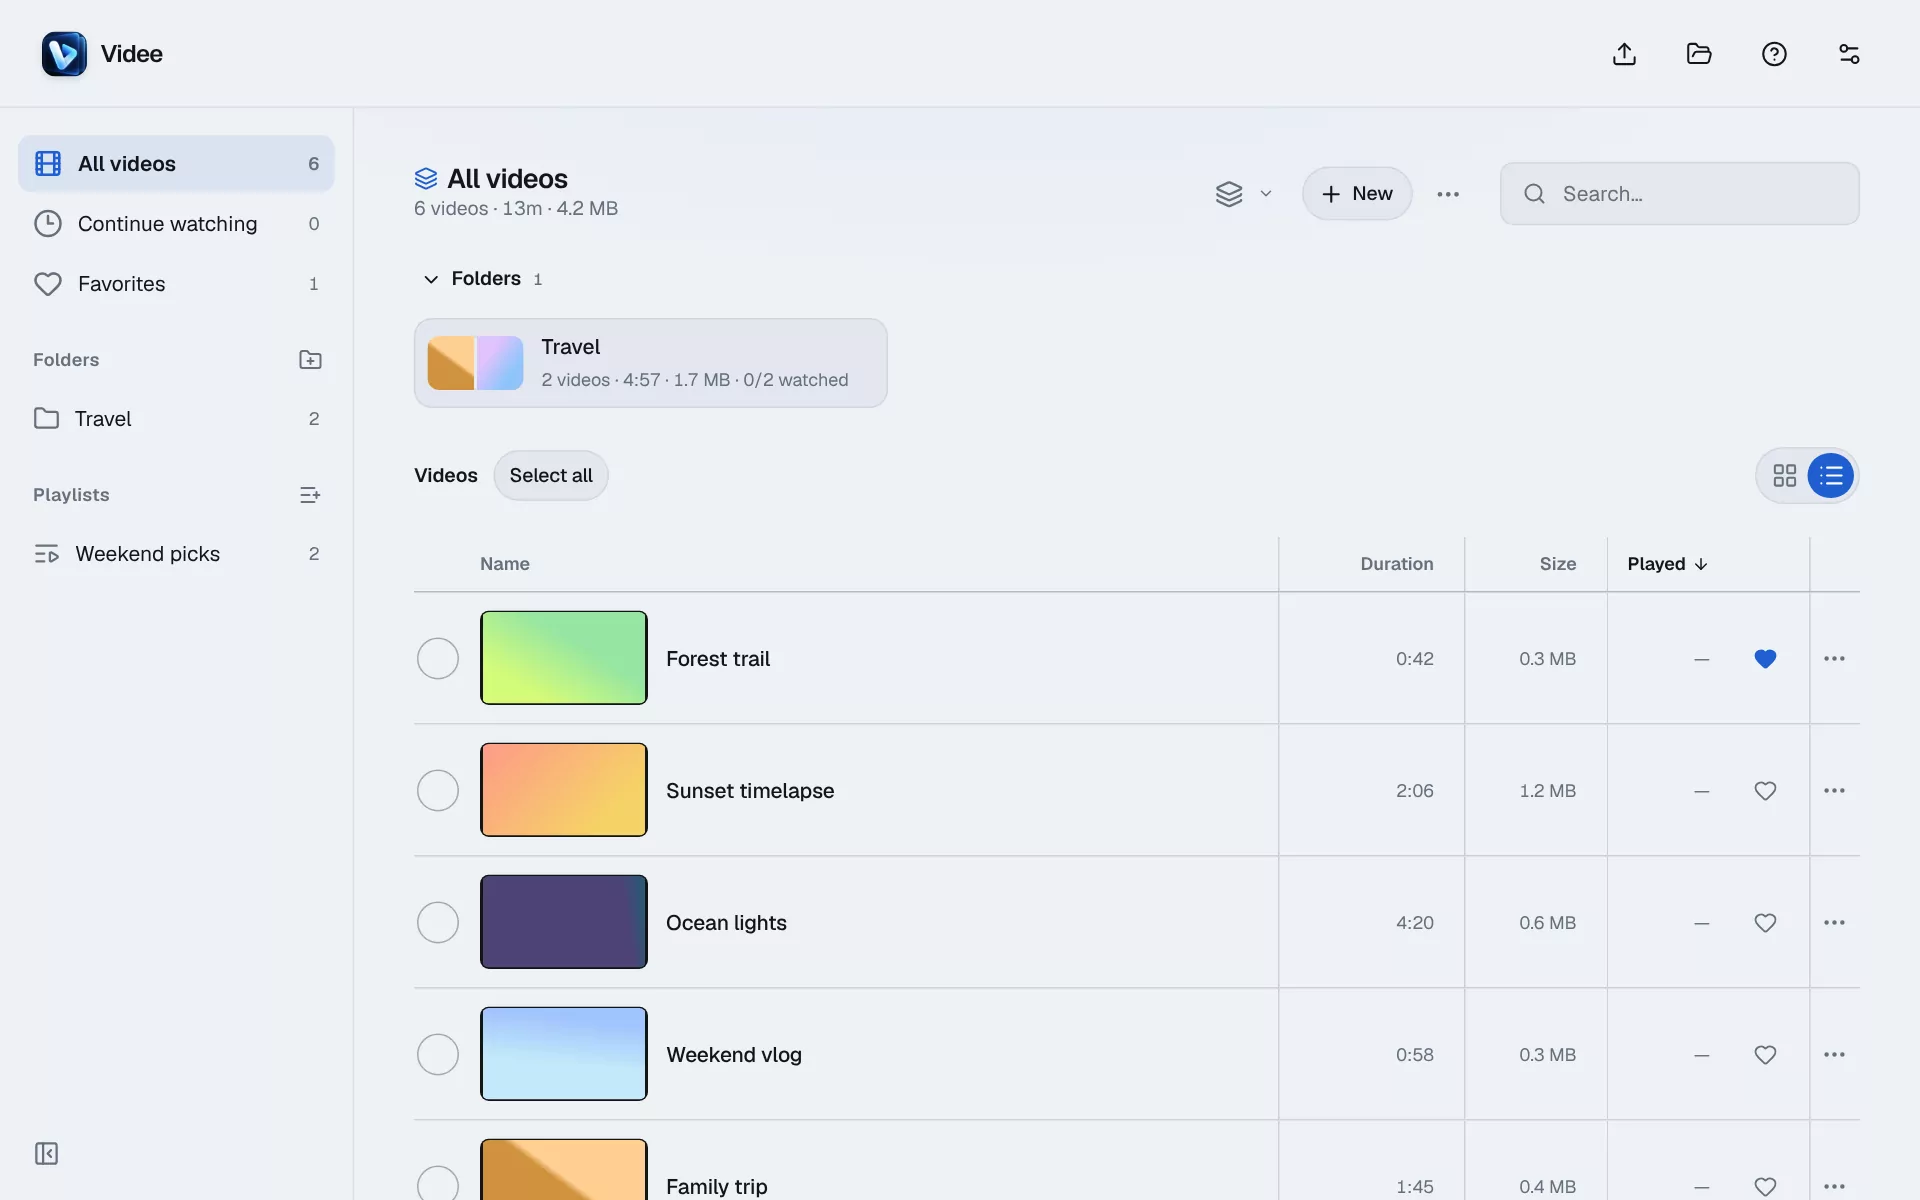 Videe
All videos 6
Continue watching 0
Favorites 1
Folders
Travel 2
Playlists
Weekend picks 2
All videos
6 videos · 13m · 4.2 MB
New
Search...
Folders 1
Travel
2 videos · 4:57 · 1.7 MB · 0/2 watched
Videos Select all
Name Duration Size Played
Forest trail 0:42 0.3 MB —
Sunset timelapse 2:06 1.2 MB —
Ocean lights 4:20 0.6 MB —
Weekend vlog 0:58 0.3 MB —
Family trip 1:45 0.4 MB —